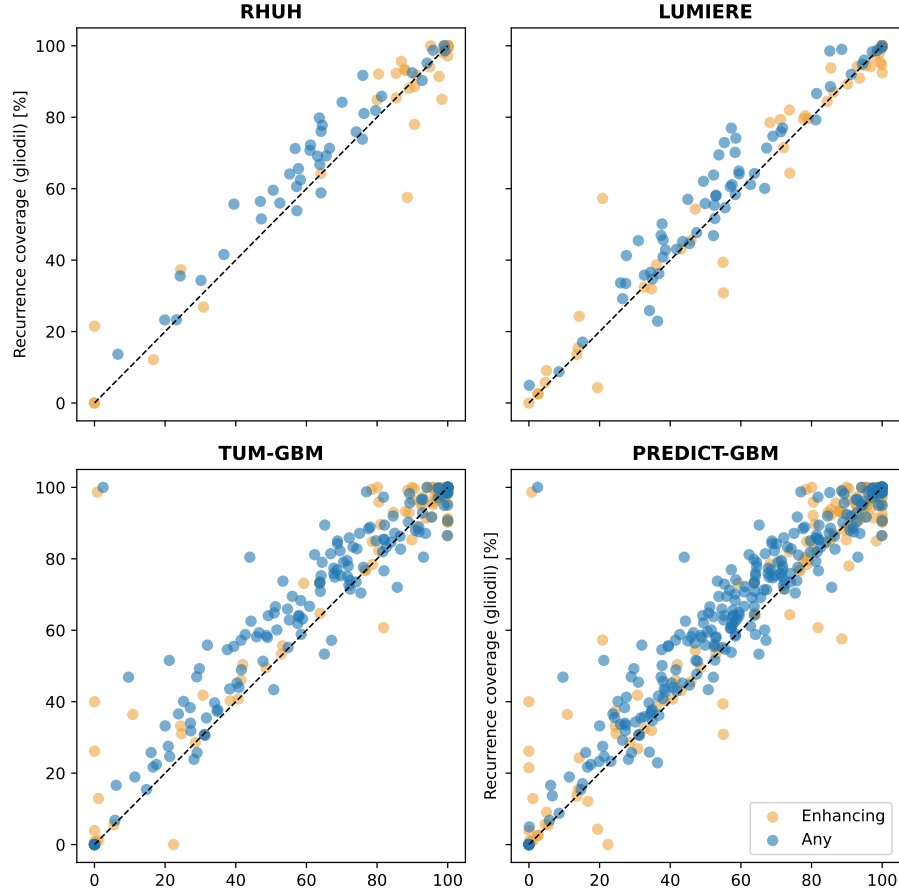 RHUH
LUMIERE
100
80
60
40
20
0
Recurrence coverage (gliodil) [%]
TUM-GBM
PREDICT-GBM
100
80
60
40
20
0
Recurrence coverage (gliodil) [%]
Enhancing
Any
0 20 40 60 80 100
0 20 40 60 80 100